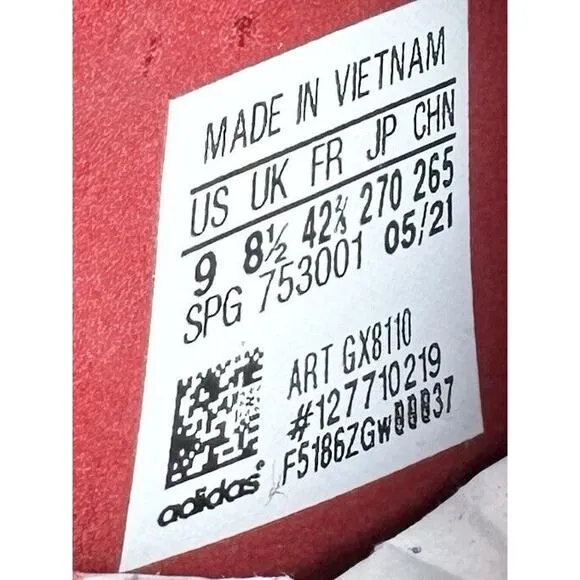 MADE IN VIETNAM
US UK FR JP CHN
9 8½ 42⅔ 270 265
SPG 753001 05/21
ART GX8110
#127710219
F5186ZGW00037
adidas®